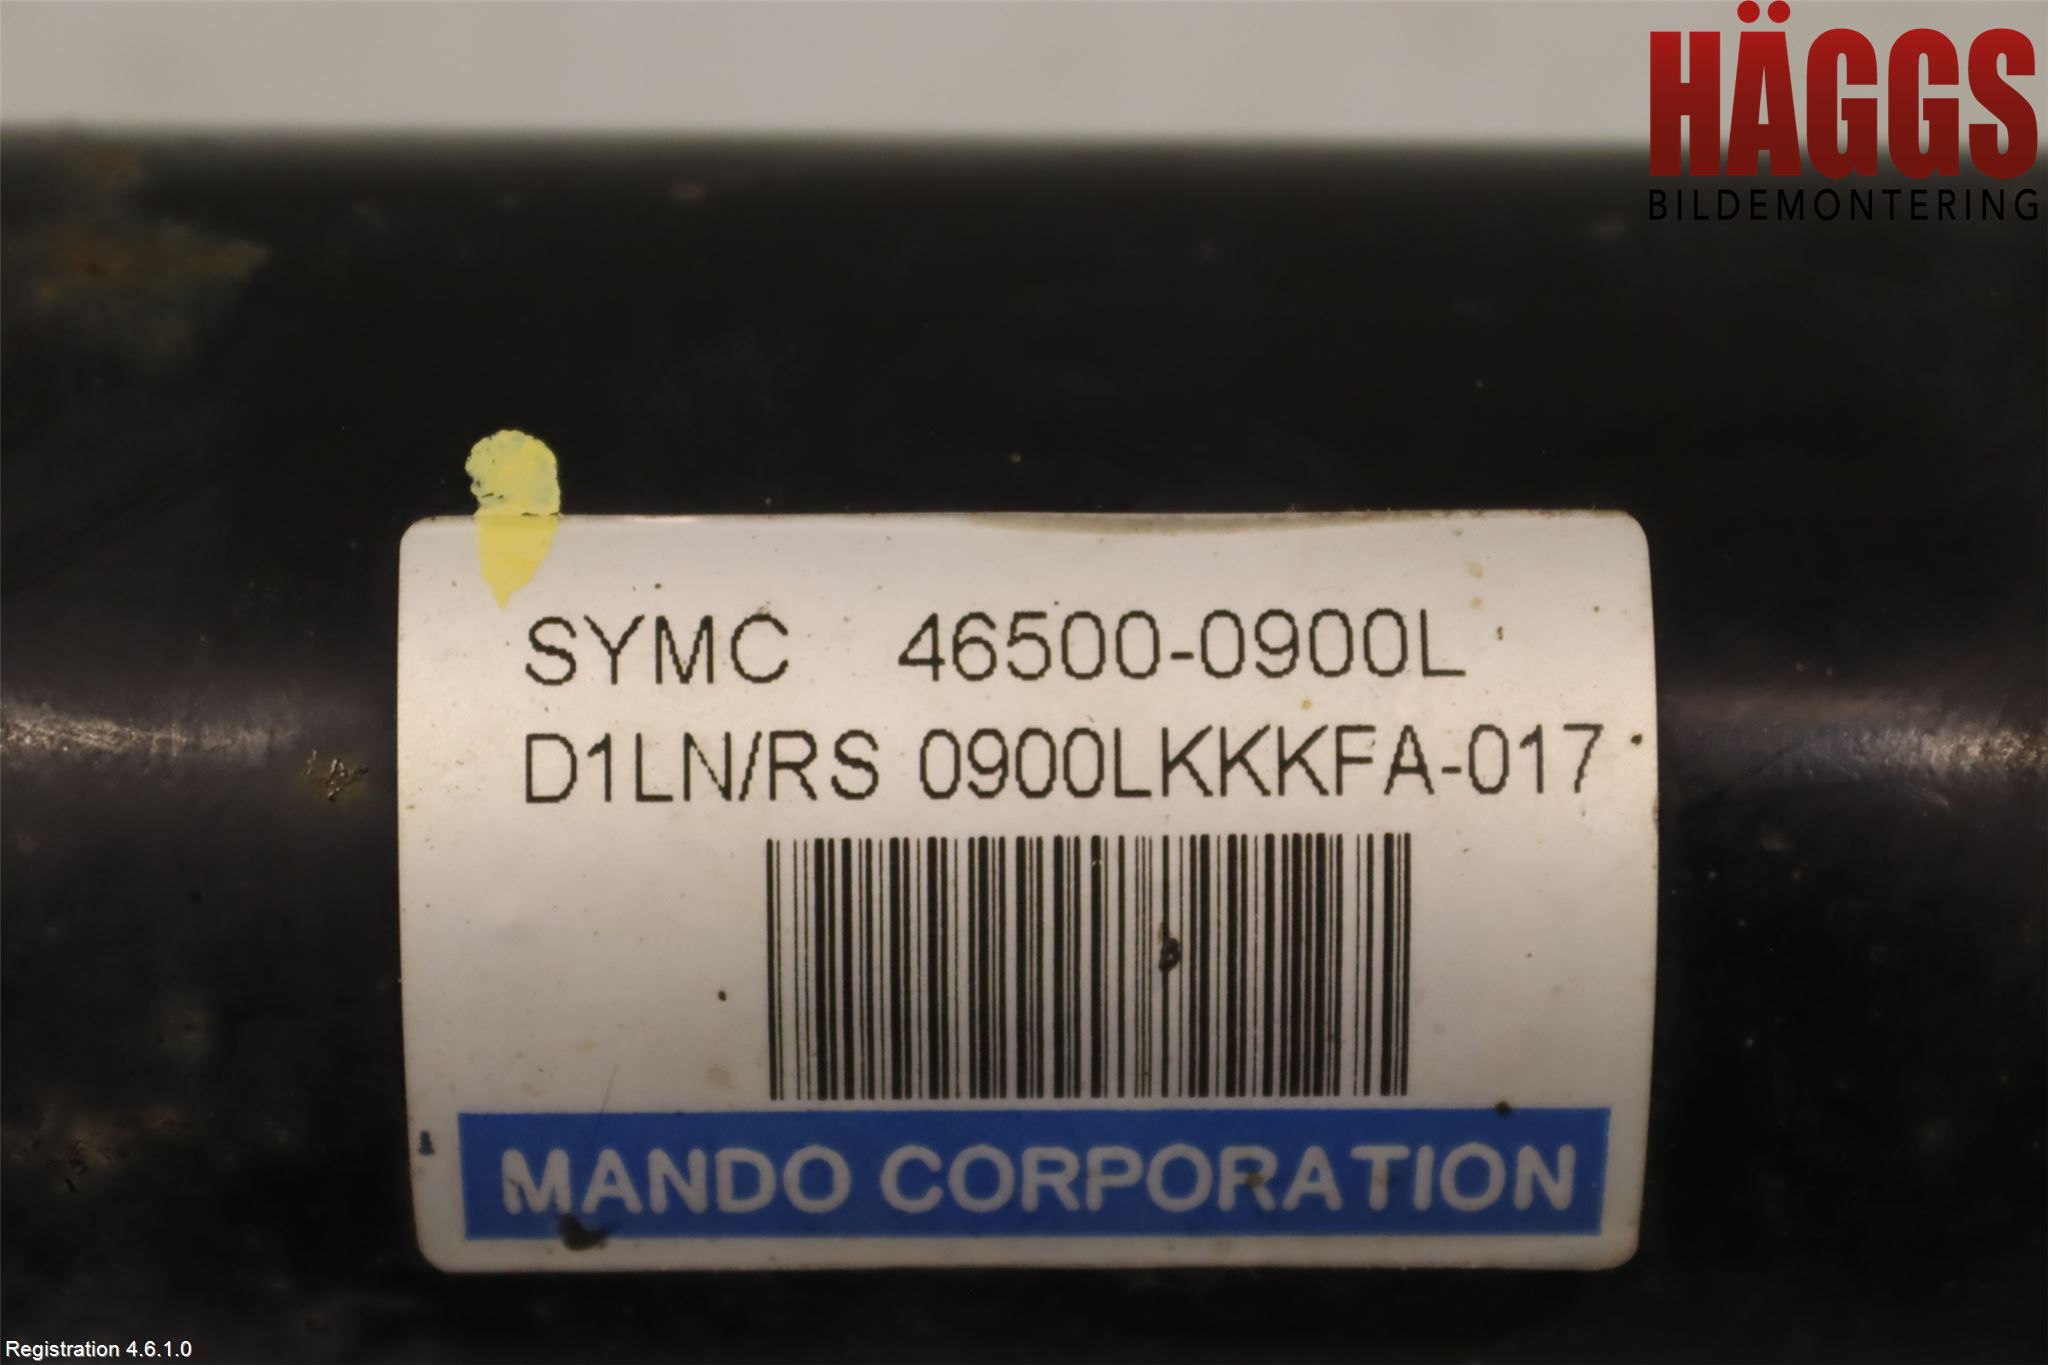 HÄGGS
BILDEMONTERING
SYMC 46500-0900L
D1LN/RS 0900LKKKFA-017
MANDO CORPORATION
Registration 4.6.1.0